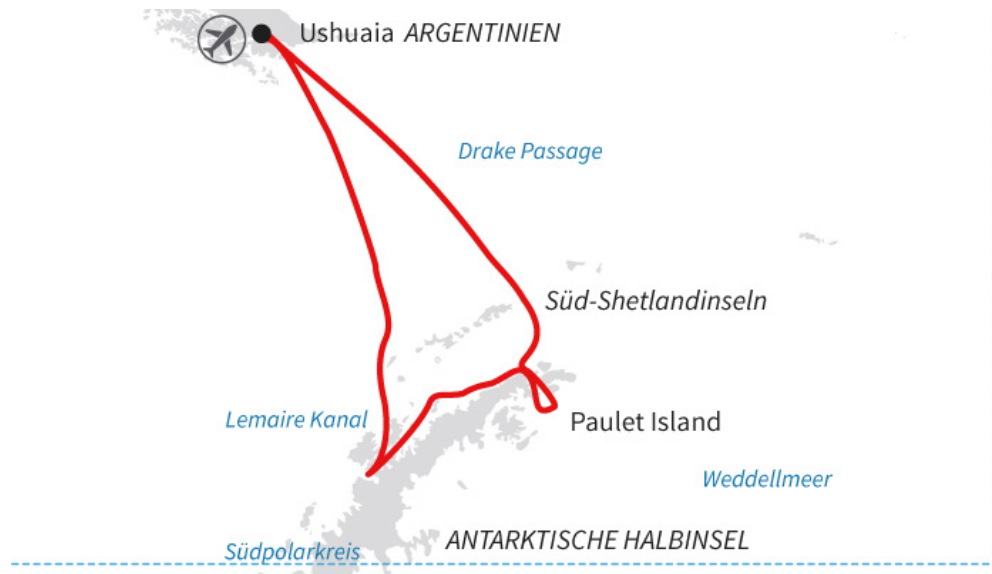 Ushuaia ARGENTINIEN
Drake Passage
Süd-Shetlandinseln
Lemaire Kanal
Paulet Island
Weddellmeer
ANTARKTISCHE HALBINSEL
Südpolarkreis